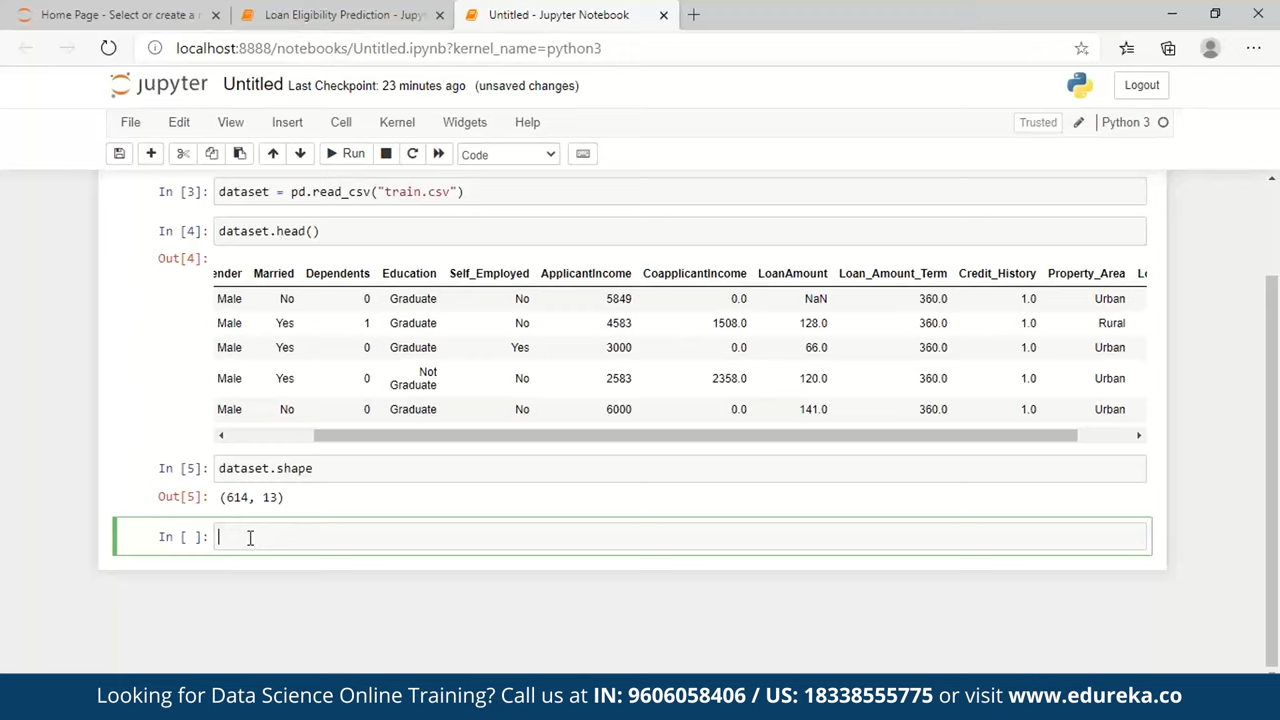 Home Page - Select or create a r
Loan Eligibility Prediction - Jupyt
Untitled - Jupyter Notebook
localhost:8888/notebooks/Untitled.ipynb?kernel_name=python3
jupyter Untitled Last Checkpoint: 23 minutes ago (unsaved changes)
Logout
File Edit View Insert Cell Kernel Widgets Help
Trusted
Python 3
Run
Code
In [3]: dataset = pd.read_csv("train.csv")
In [4]: dataset.head()
Out[4]:
ender Married Dependents Education Self_Employed ApplicantIncome CoapplicantIncome LoanAmount Loan_Amount_Term Credit_History Property_Area Lo
Male No 0 Graduate No 5849 0.0 NaN 360.0 1.0 Urban
Male Yes 1 Graduate No 4583 1508.0 128.0 360.0 1.0 Rural
Male Yes 0 Graduate Yes 3000 0.0 66.0 360.0 1.0 Urban
Male Yes 0 Not Graduate No 2583 2358.0 120.0 360.0 1.0 Urban
Male No 0 Graduate No 6000 0.0 141.0 360.0 1.0 Urban
In [5]: dataset.shape
Out[5]: (614, 13)
In [ ]:
Looking for Data Science Online Training? Call us at IN: 9606058406 / US: 18338555775 or visit www.edureka.co